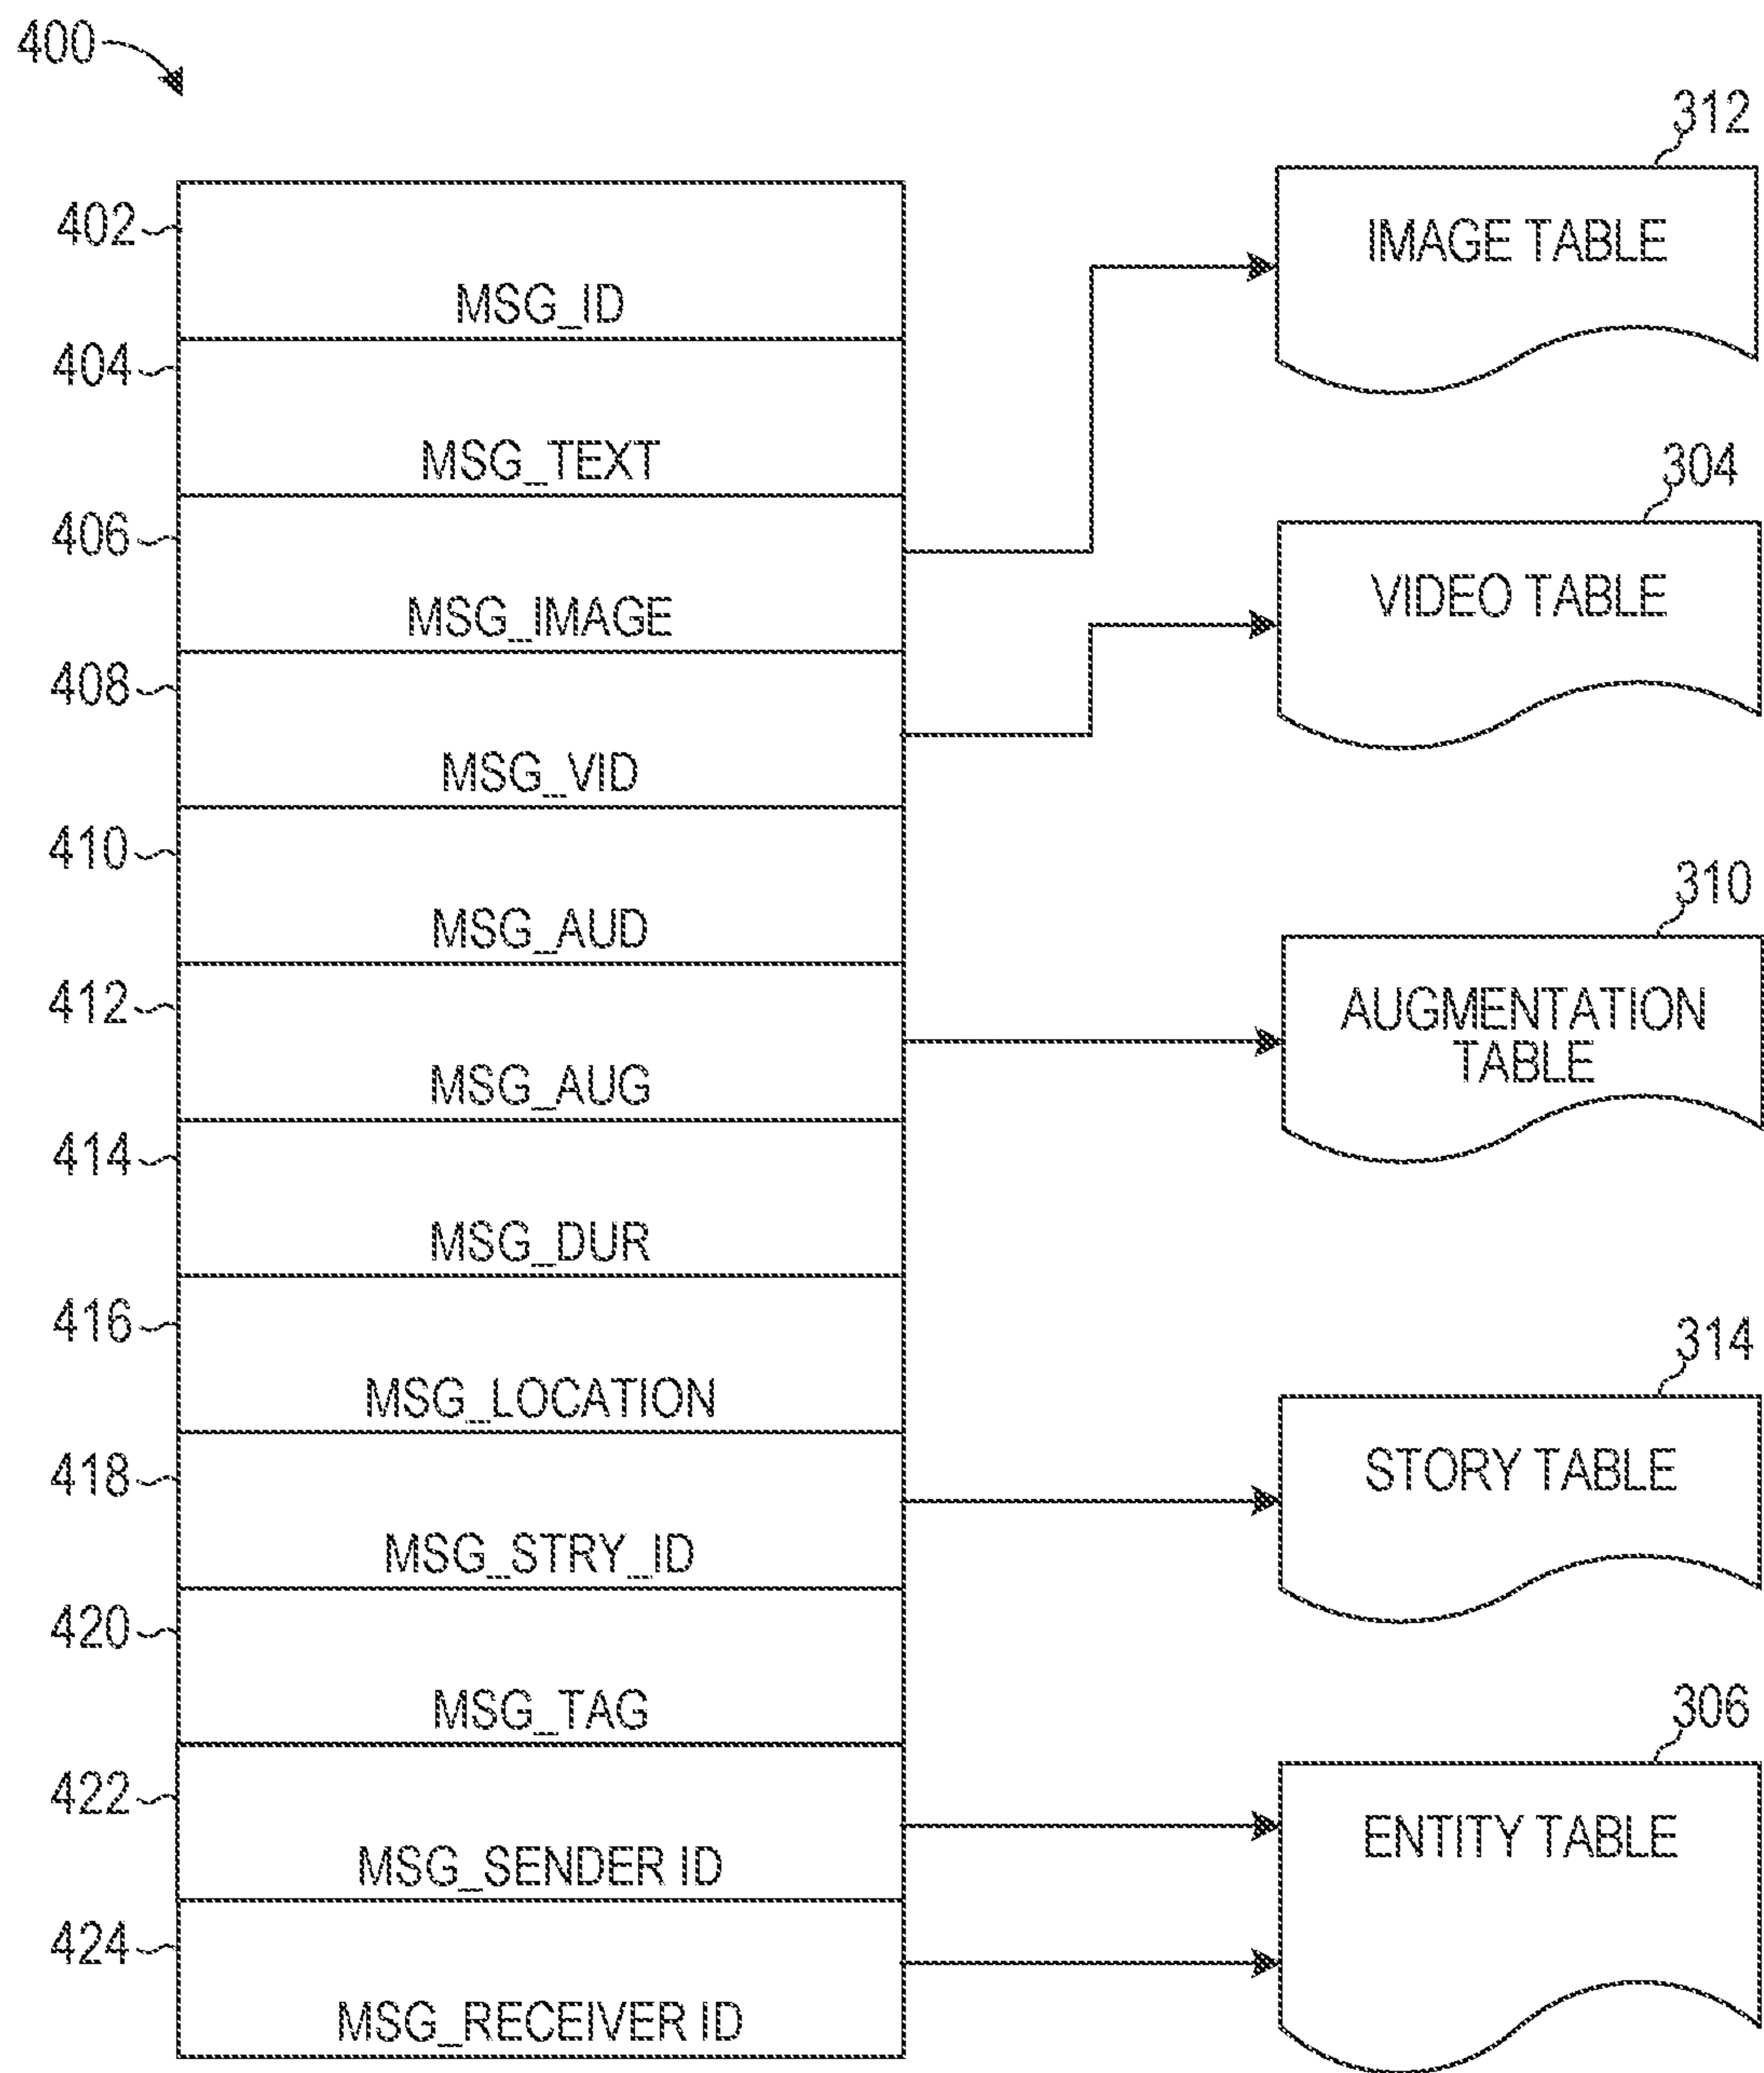 400
402
MSG_ID
404
MSG_TEXT
406
MSG_IMAGE
408
MSG_VID
410
MSG_AUD
412
MSG_AUG
414
MSG_DUR
416
MSG_LOCATION
418
MSG_STRY_ID
420
MSG_TAG
422
MSG_SENDER ID
424
MSG_RECEIVER ID
312
IMAGE TABLE
304
VIDEO TABLE
310
AUGMENTATION
TABLE
314
STORY TABLE
306
ENTITY TABLE